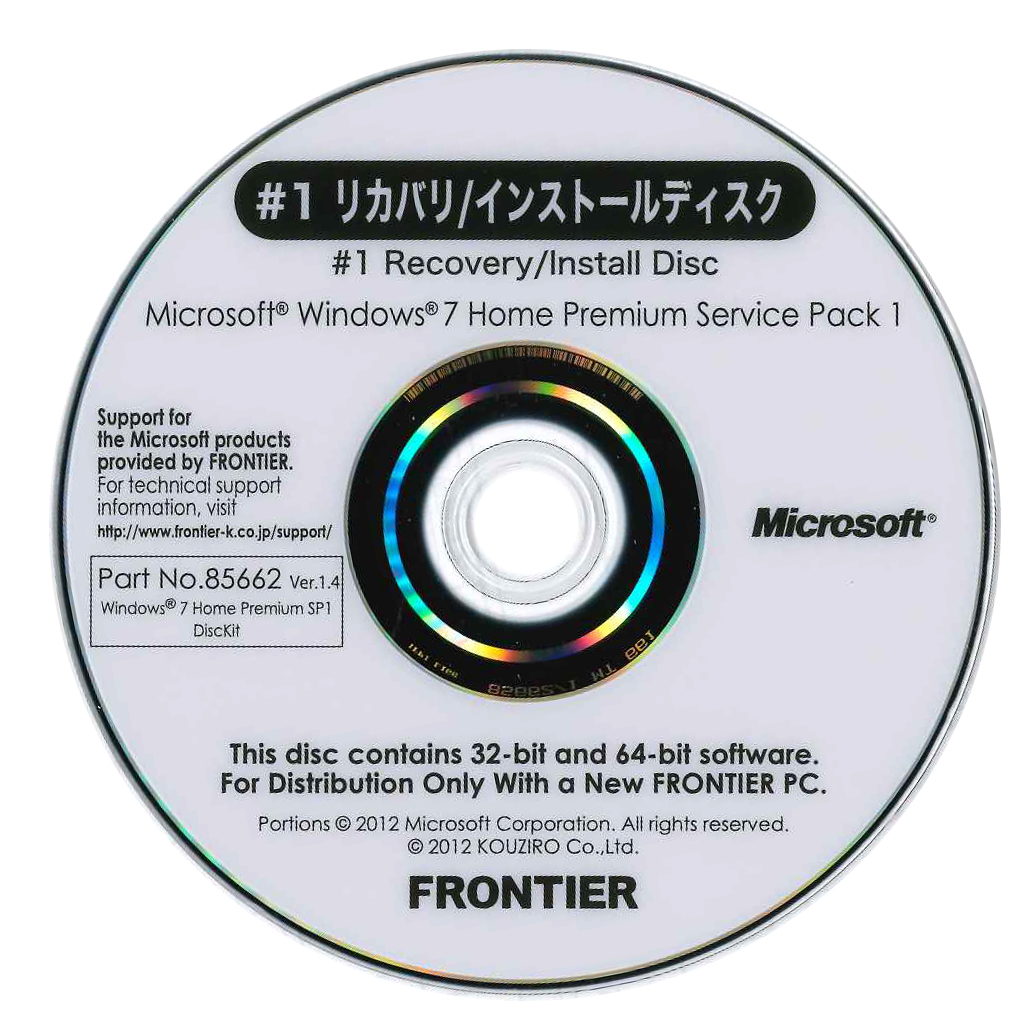 #1 リカバリ/インストールディスク
#1 Recovery/Install Disc
Microsoft® Windows® 7 Home Premium Service Pack 1
Support for
the Microsoft products
provided by FRONTIER.
For technical support
information, visit
http://www.frontier-k.co.jp/support/
Part No.85662 Ver.1.4
Windows® 7 Home Premium SP1
DiscKit
Microsoft®
This disc contains 32-bit and 64-bit software.
For Distribution Only With a New FRONTIER PC.
Portions © 2012 Microsoft Corporation. All rights reserved.
© 2012 KOUZIRO Co.,Ltd.
FRONTIER